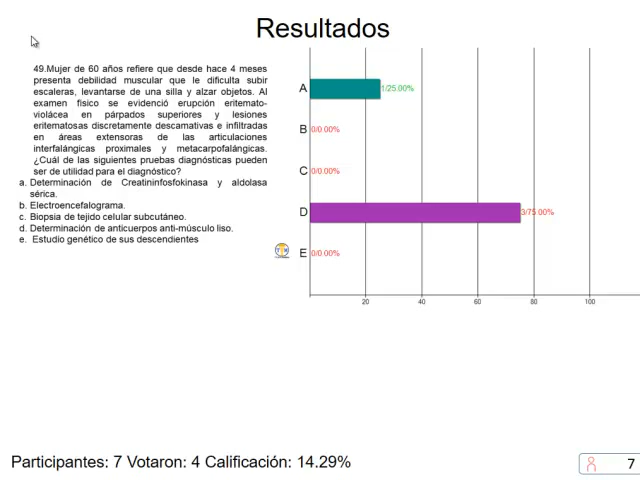 Resultados
49.Mujer de 60 años refiere que desde hace 4 meses
presenta debilidad muscular que le dificulta subir
escaleras, levantarse de una silla y alzar objetos. Al
examen físico se evidenció erupción eritemato-
violácea en párpados superiores y lesiones
eritematosas discretamente descamativas e infiltradas
en áreas extensoras de las articulaciones
interfalángicas proximales y metacarpofalángicas.
¿Cuál de las siguientes pruebas diagnósticas pueden
ser de utilidad para el diagnóstico?
a. Determinación de Creatininfosfokinasa y aldolasa
sérica.
b. Electroencefalograma.
c. Biopsia de tejido celular subcutáneo.
d. Determinación de anticuerpos anti-músculo liso.
e. Estudio genético de sus descendientes
A 1/25.00%
B 0/0.00%
C 0/0.00%
D 3/75.00%
E 0/0.00%
20 40 60 80 100
Participantes: 7 Votaron: 4 Calificación: 14.29%
7